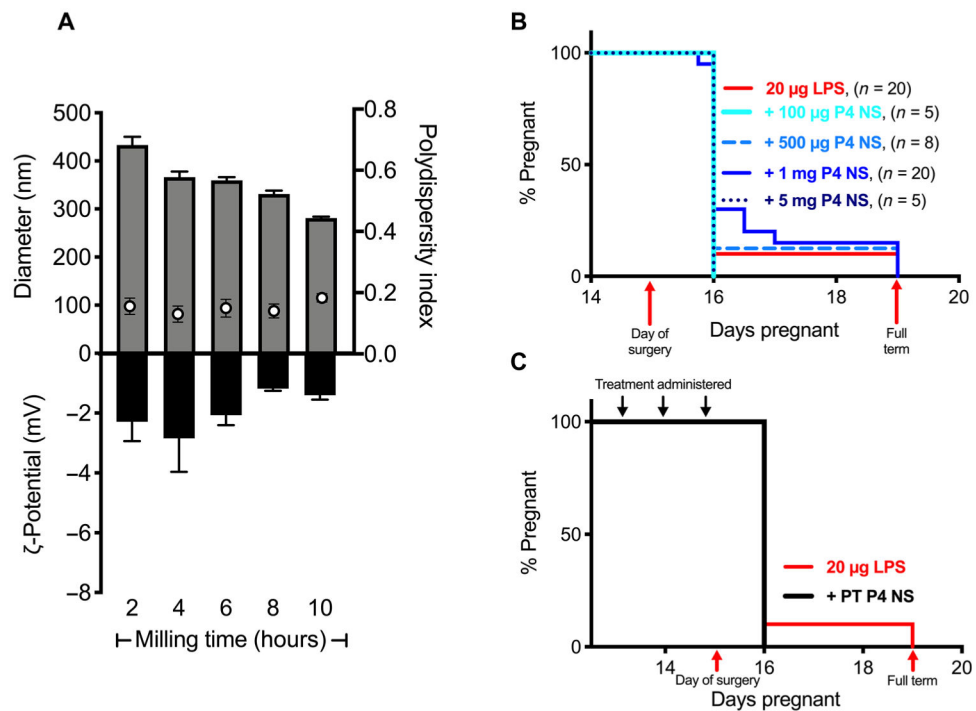 A
500
400
300
200
100
0
Diameter (nm)
0.8
0.6
0.4
0.2
0.0
Polydispersity index
−2
−4
−6
−8
ζ-Potential (mV)
2 4 6 8 10
Milling time (hours)
B
100
50
0
% Pregnant
20 µg LPS, (n = 20)
+ 100 µg P4 NS, (n = 5)
+ 500 µg P4 NS, (n = 8)
+ 1 mg P4 NS, (n = 20)
+ 5 mg P4 NS, (n = 5)
14 16 18 20
Day of
surgery
Days pregnant
Full
term
C
Treatment administered
100
50
0
% Pregnant
20 µg LPS
+ PT P4 NS
14 16 18 20
Day of surgery
Full term
Days pregnant